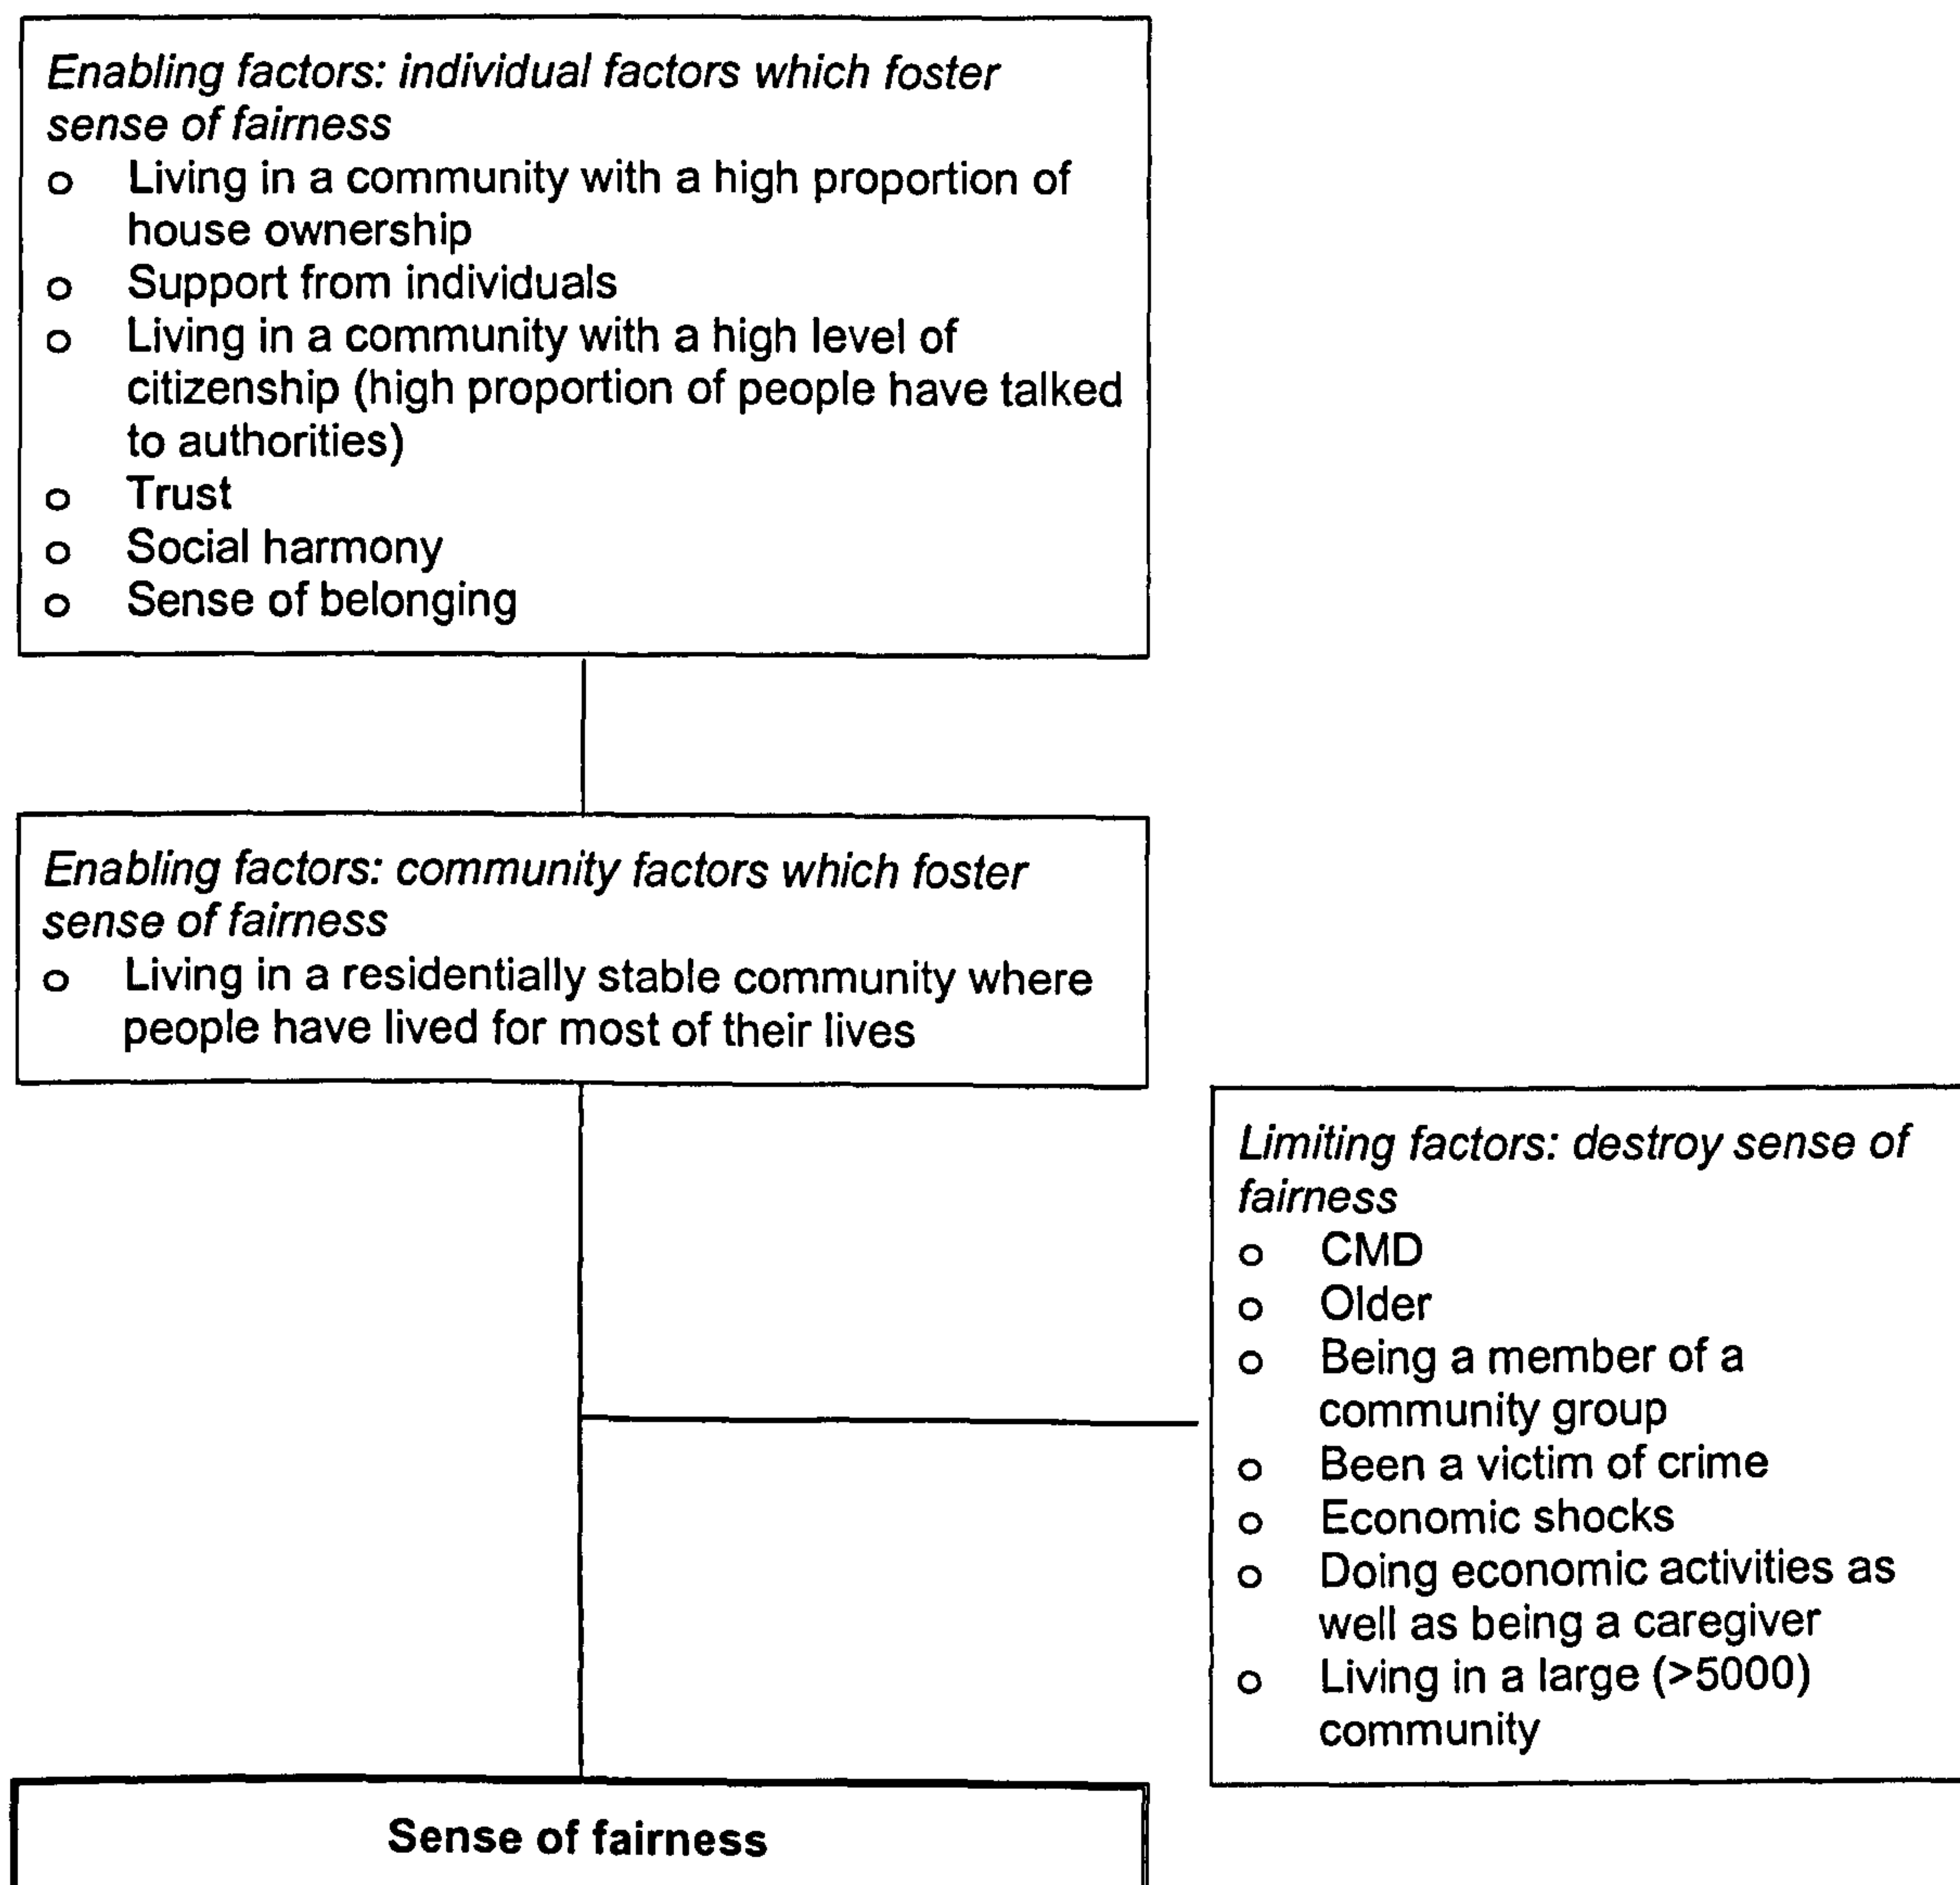 Enabling factors: individual factors which foster
sense of fairness
o Living in a community with a high proportion of
house ownership
o Support from individuals
o Living in a community with a high level of
citizenship (high proportion of people have talked
to authorities)
o Trust
o Social harmony
o Sense of belonging
Enabling factors: community factors which foster
sense of fairness
o Living in a residentially stable community where
people have lived for most of their lives
Limiting factors: destroy sense of
fairness
o CMD
o Older
o Being a member of a
community group
o Been a victim of crime
o Economic shocks
o Doing economic activities as
well as being a caregiver
o Living in a large (>5000)
community
Sense of fairness